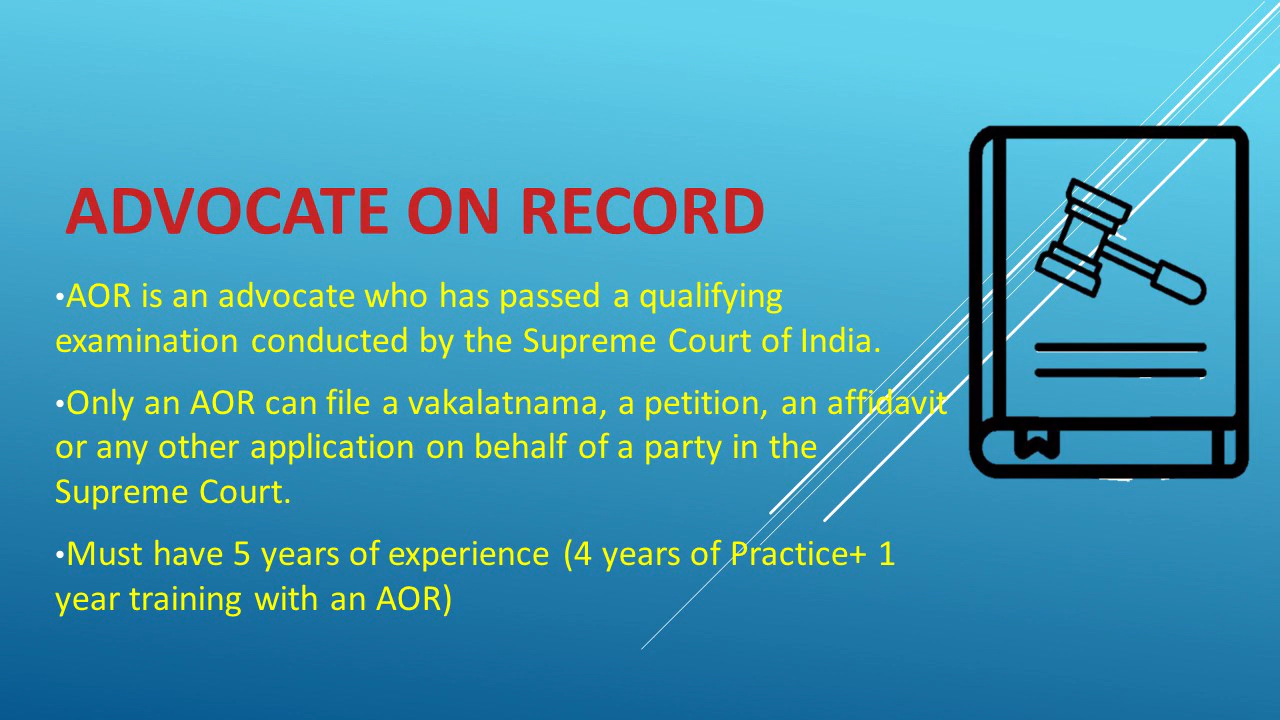 ADVOCATE ON RECORD
•AOR is an advocate who has passed a qualifying
examination conducted by the Supreme Court of India.
•Only an AOR can file a vakalatnama, a petition, an affidavit
or any other application on behalf of a party in the
Supreme Court.
•Must have 5 years of experience (4 years of Practice+ 1
year training with an AOR)